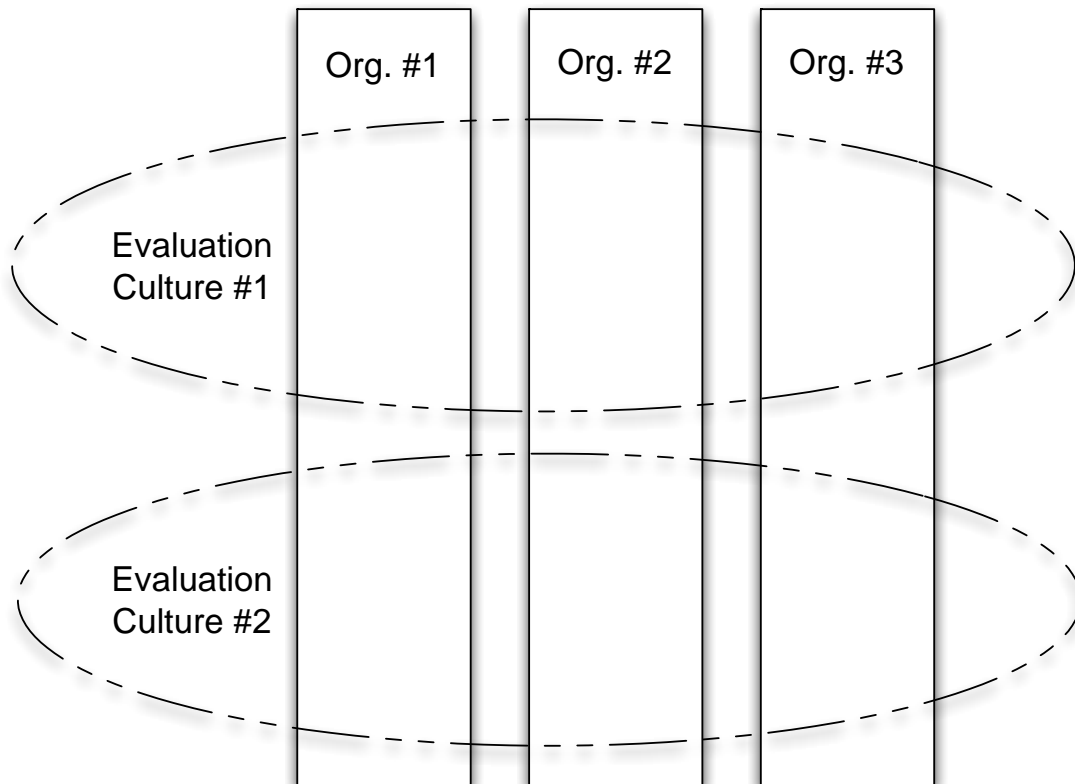 Org. #1
Org. #2
Org. #3
Evaluation
Culture #1
Evaluation
Culture #2